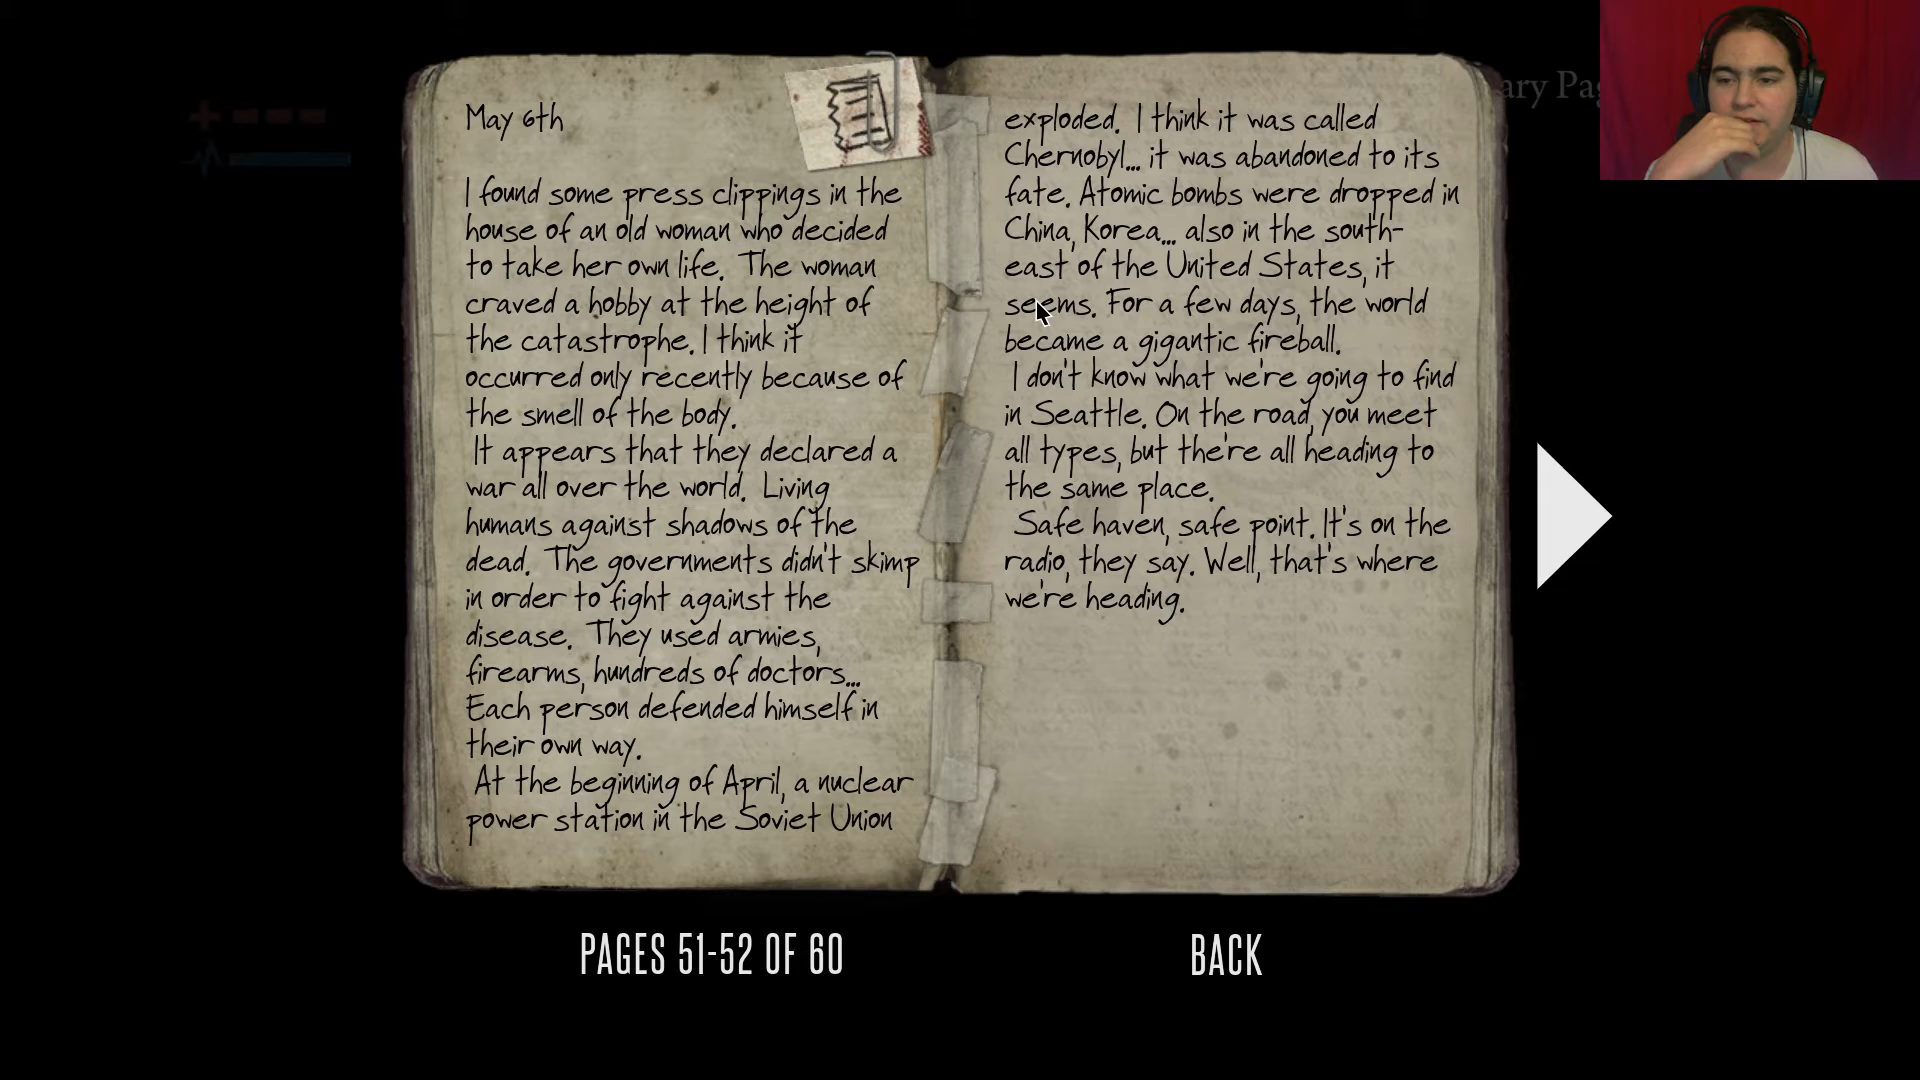 May 6th
I found some press clippings in the
house of an old woman who decided
to take her own life. The woman
craved a hobby at the height of
the catastrophe. I think it
occurred only recently because of
the smell of the body.
It appears that they declared a
war all over the world. Living
humans against shadows of the
dead. The governments didn't skimp
in order to fight against the
disease. They used armies,
firearms, hundreds of doctors...
Each person defended himself in
their own way.
At the beginning of April, a nuclear
power station in the Soviet Union
exploded. I think it was called
Chernobyl... it was abandoned to its
fate. Atomic bombs were dropped in
China, Korea... also in the south-
east of the United States, it
seems. For a few days, the world
became a gigantic fireball.
I don't know what we're going to find
in Seattle. On the road, you meet
all types, but the're all heading to
the same place.
Safe haven, safe point. It's on the
radio, they say. Well, that's where
we're heading.
PAGES 51-52 OF 60
BACK